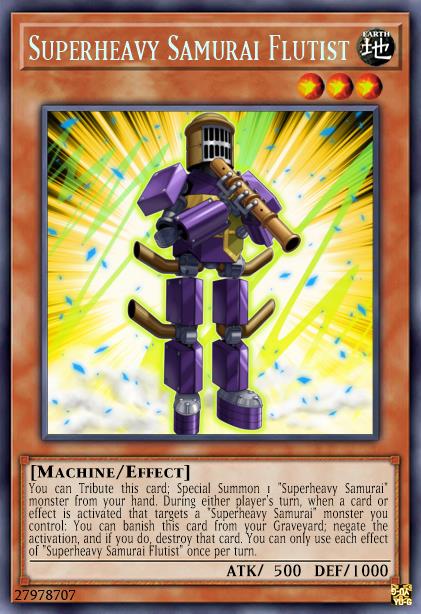 Superheavy Samurai Flutist
EARTH
地
[Machine/Effect]
You can Tribute this card; Special Summon 1 "Superheavy Samurai"
monster from your hand. During either player's turn, when a card or
effect is activated that targets a "Superheavy Samurai" monster you
control: You can banish this card from your Graveyard; negate the
activation, and if you do, destroy that card. You can only use each effect
of "Superheavy Samurai Flutist" once per turn.
ATK/ 500 DEF/1000
27978707